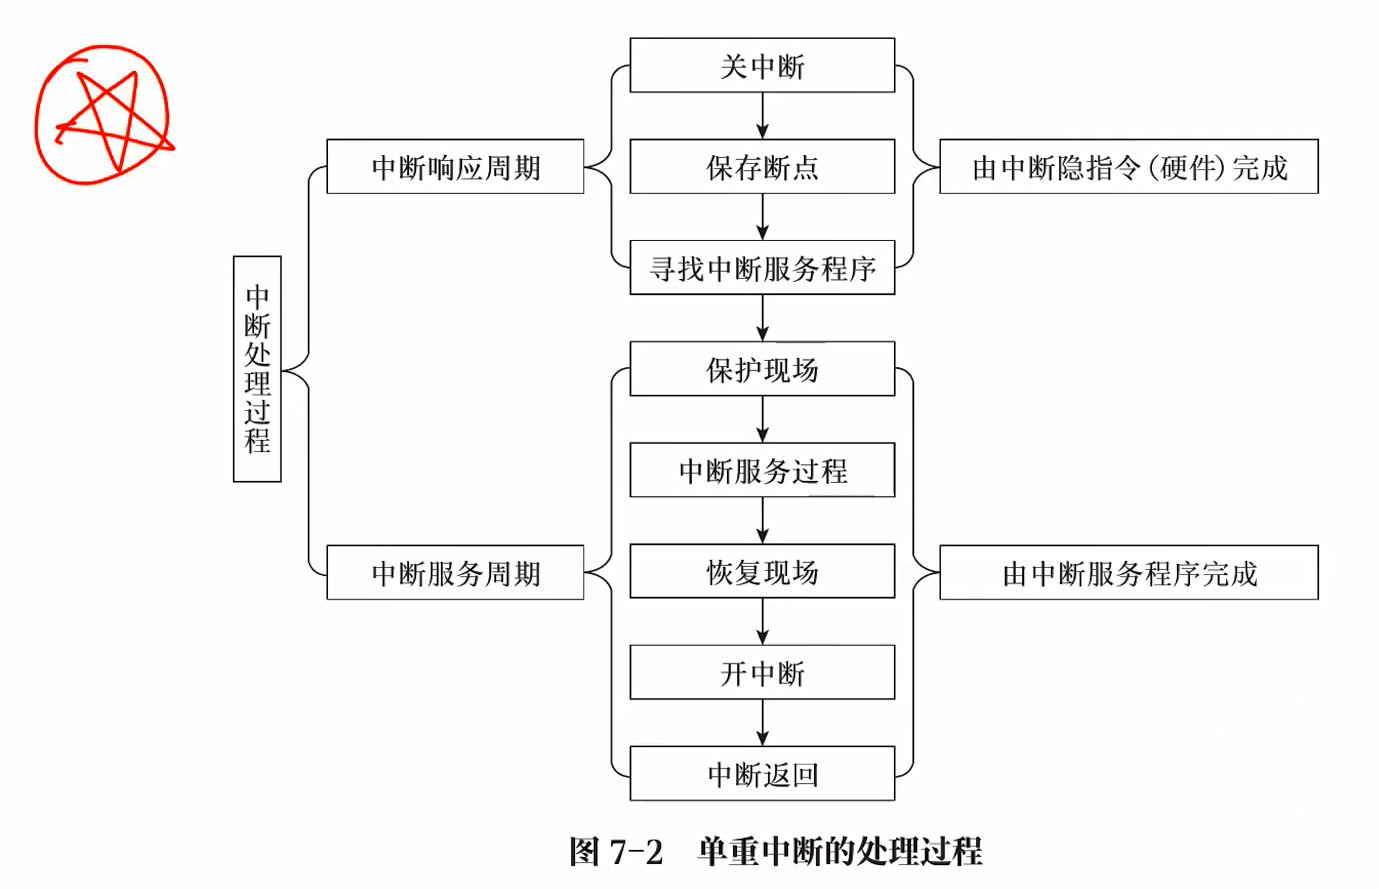 关中断
中断响应周期
保存断点
由中断隐指令(硬件)完成
寻找中断服务程序
中断处理过程
保护现场
中断服务过程
中断服务周期
恢复现场
由中断服务程序完成
开中断
中断返回
图 7-2 单重中断的处理过程